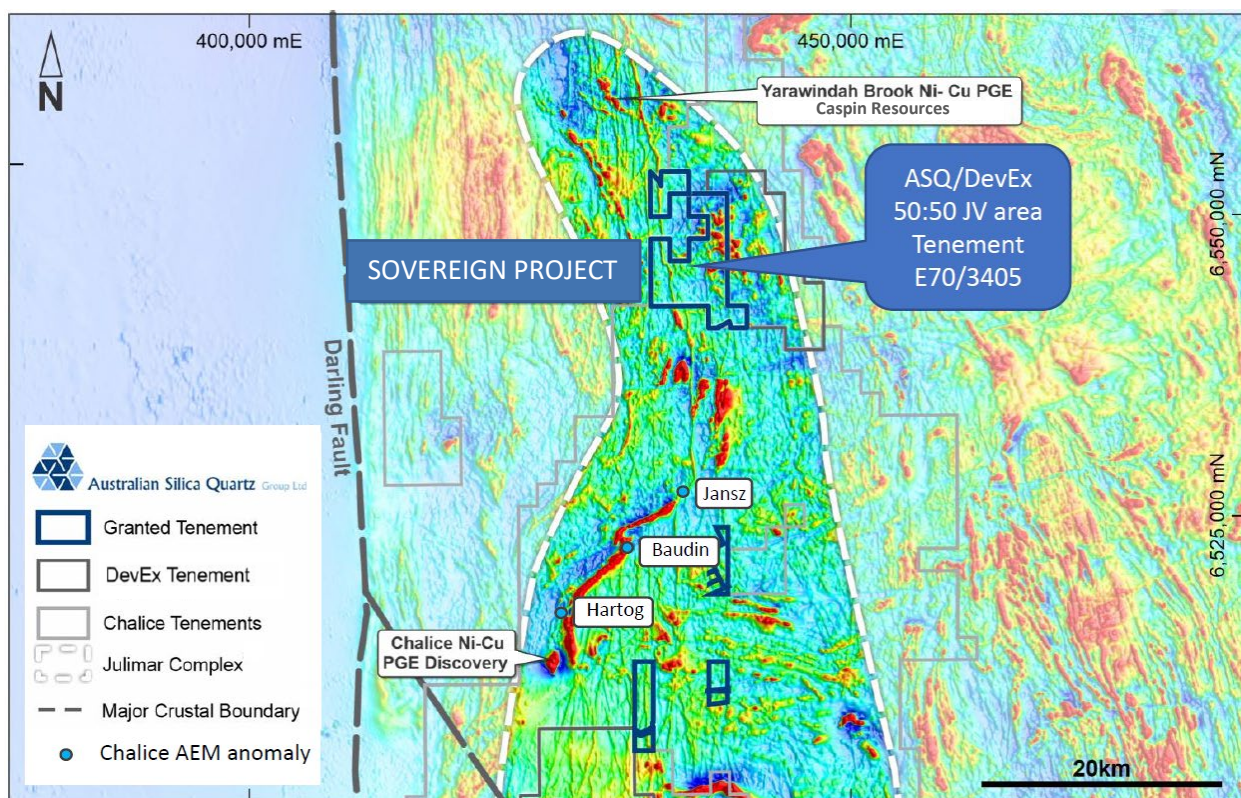 400,000 mE
450,000 mE
N
Yarawindah Brook Ni- Cu PGE
Caspin Resources
ASQ/DevEx
50:50 JV area
Tenement
E70/3405
6,550,000 mN
SOVEREIGN PROJECT
Darling Fault
Jansz
Baudin
6,525,000 mN
Hartog
Chalice Ni-Cu
PGE Discovery
Australian Silica Quartz Group Ltd
Granted Tenement
DevEx Tenement
Chalice Tenements
Julimar Complex
Major Crustal Boundary
Chalice AEM anomaly
20km